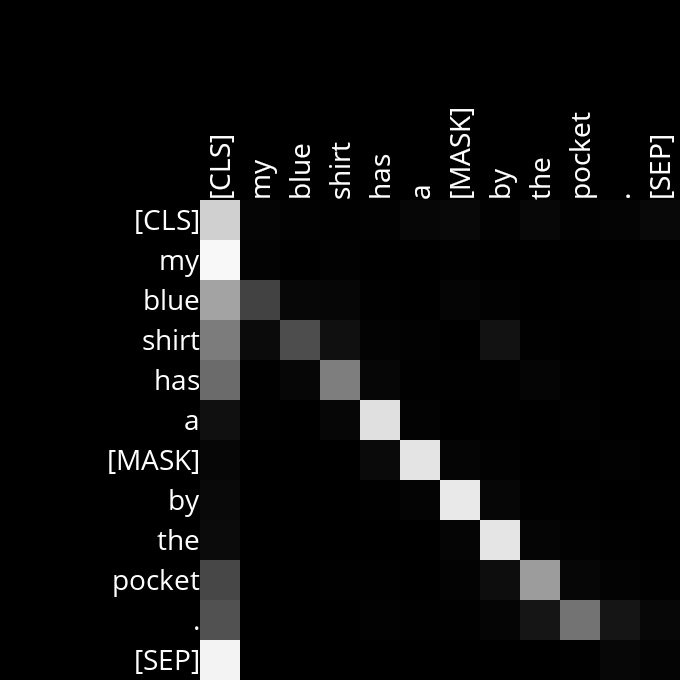 [CLS] my blue shirt has a [MASK] by the pocket . [SEP]
[CLS]
my
blue
shirt
has
a
[MASK]
by
the
pocket
.
[SEP]